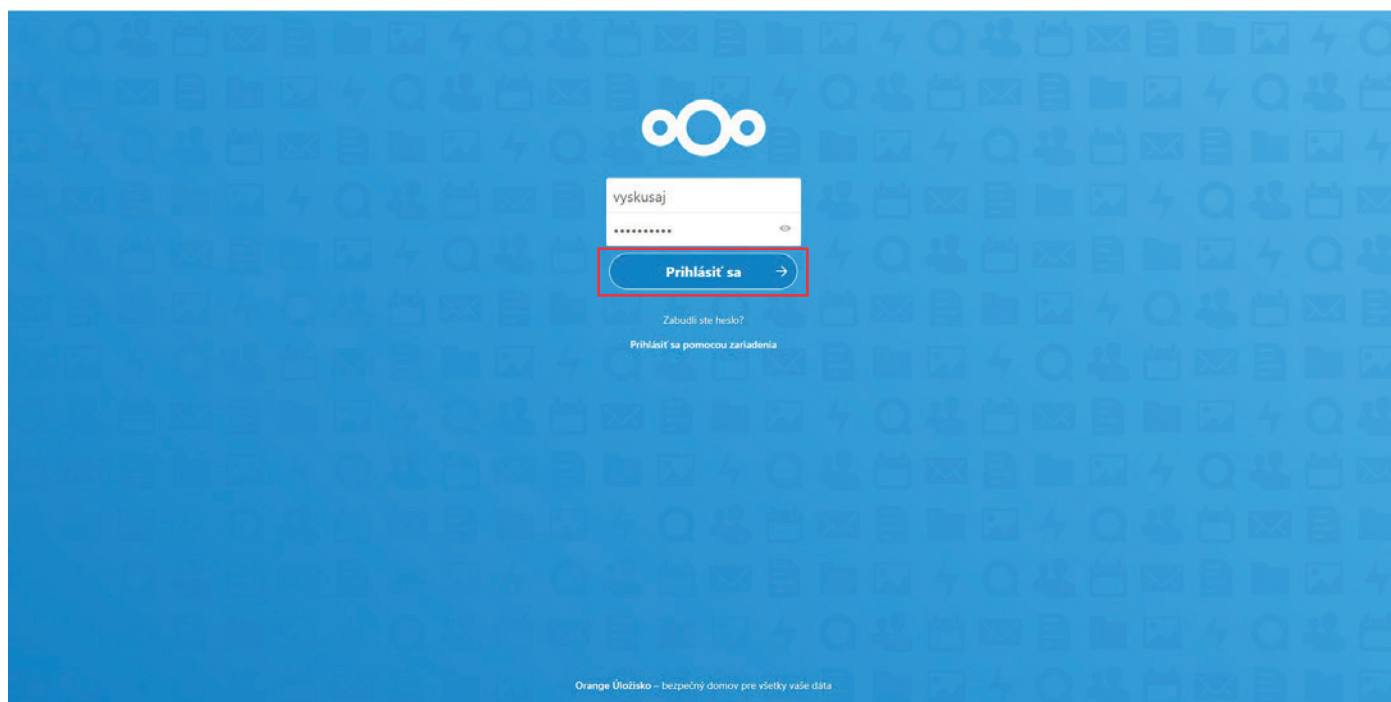 vyskusaj
••••••••••
Prihlásiť sa
Zabudli ste heslo?
Prihlásiť sa pomocou zariadenia
Orange Úložisko – bezpečný domov pre všetky vaše dáta